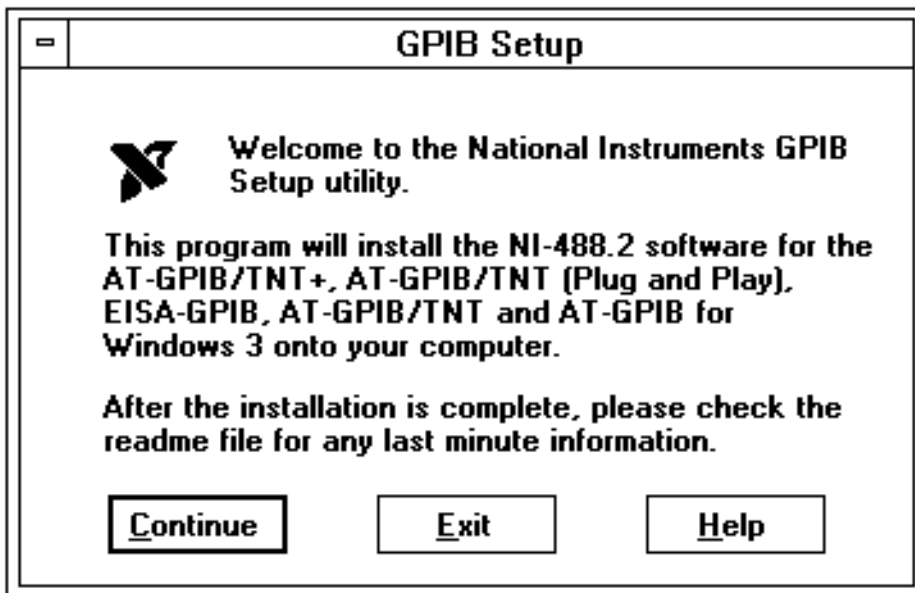 GPIB Setup
Welcome to the National Instruments GPIB
Setup utility.
This program will install the NI-488.2 software for the
AT-GPIB/TNT+, AT-GPIB/TNT (Plug and Play),
EISA-GPIB, AT-GPIB/TNT and AT-GPIB for
Windows 3 onto your computer.
After the installation is complete, please check the
readme file for any last minute information.
Continue Exit Help